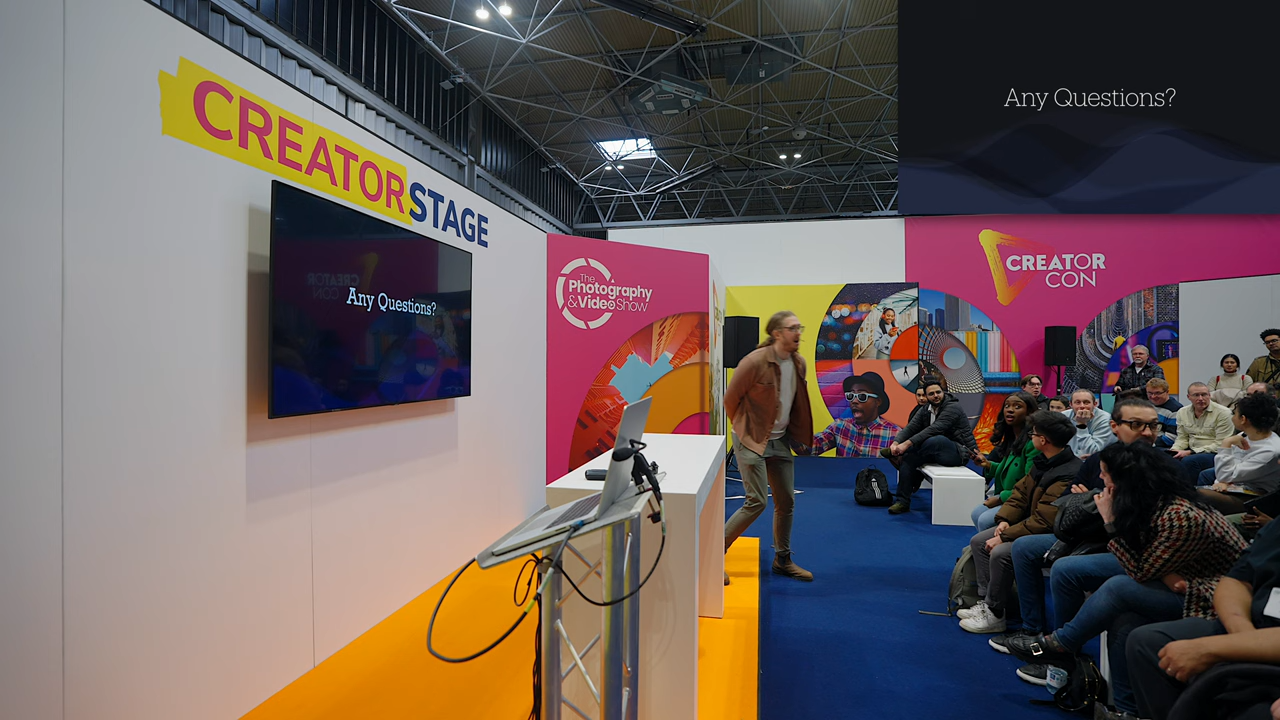 CREATOR STAGE
Any Questions?
The
Photography
& Video Show
Any Questions?
CREATOR
CON